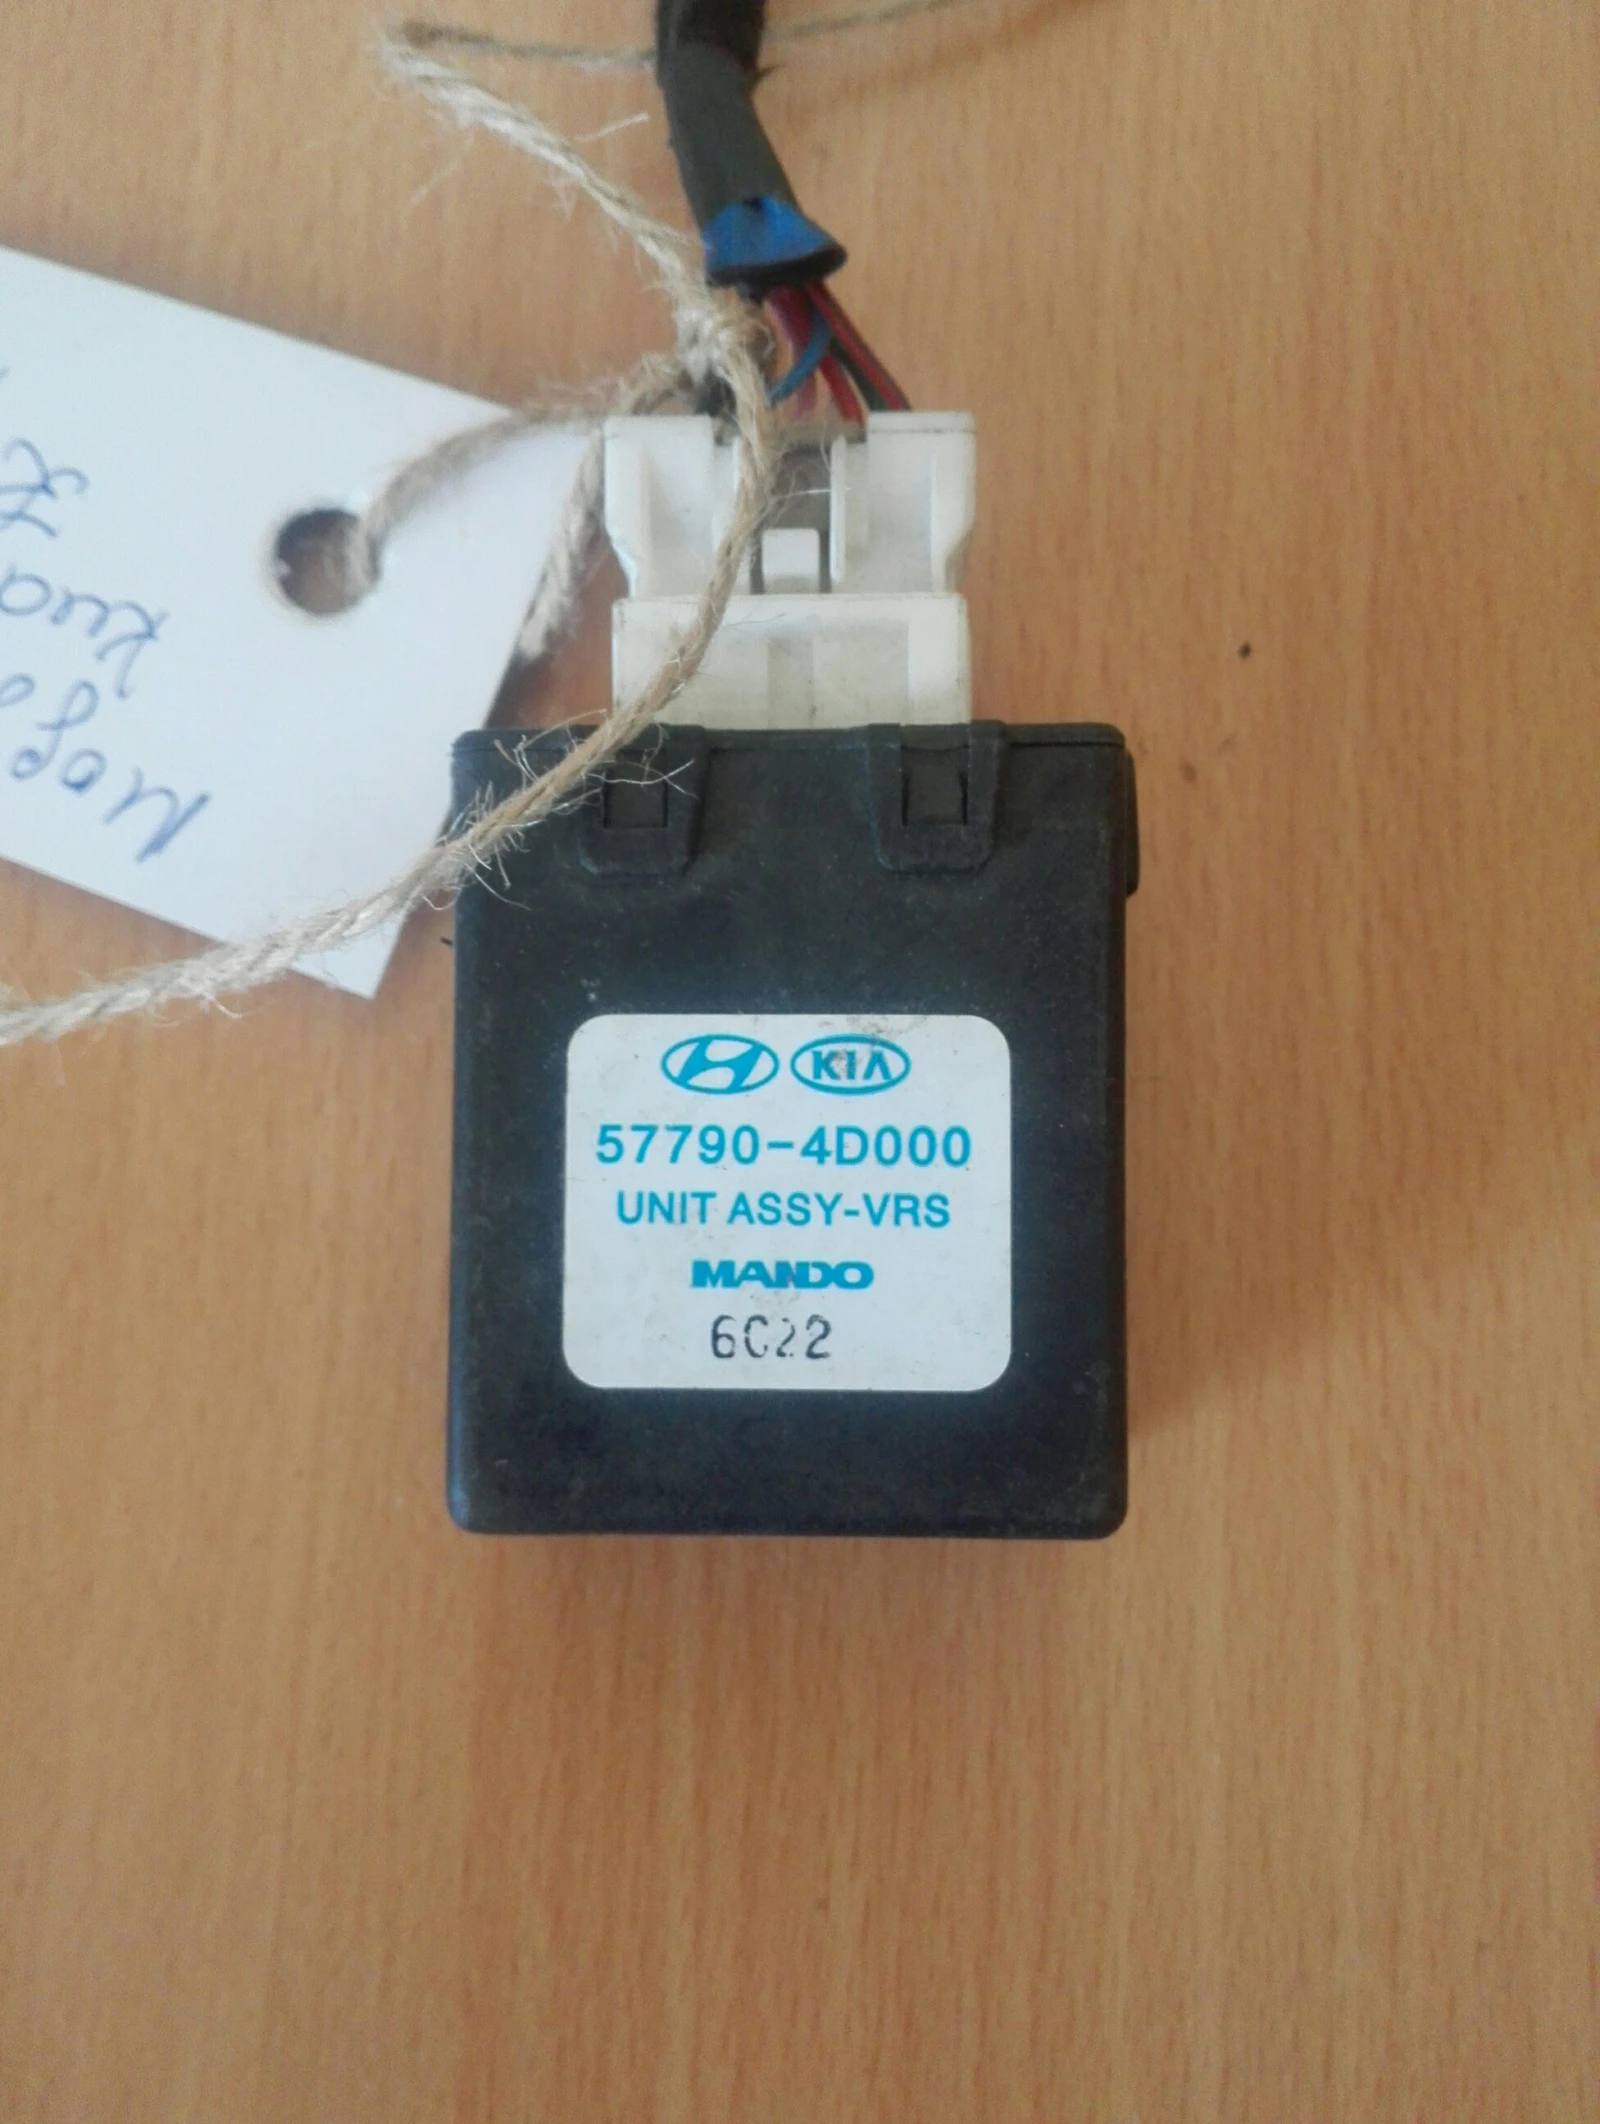 KIA
57790-4D000
UNIT ASSY-VRS
MANDO
6C22